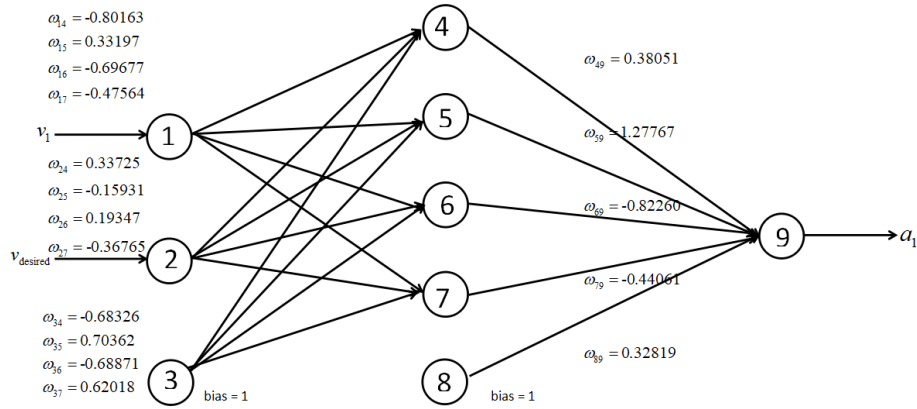 ω14 = -0.80163
ω15 = 0.33197
ω16 = -0.69677
ω17 = -0.47564
v1
1
ω24 = 0.33725
ω25 = -0.15931
ω26 = 0.19347
ω27 = -0.36765
vdesired
2
ω34 = -0.68326
ω35 = 0.70362
ω36 = -0.68871
ω37 = 0.62018
3
bias = 1
4
5
6
7
8
bias = 1
ω49 = 0.38051
ω59 = 1.27767
ω69 = -0.82260
ω79 = -0.44061
ω89 = 0.32819
9
a1